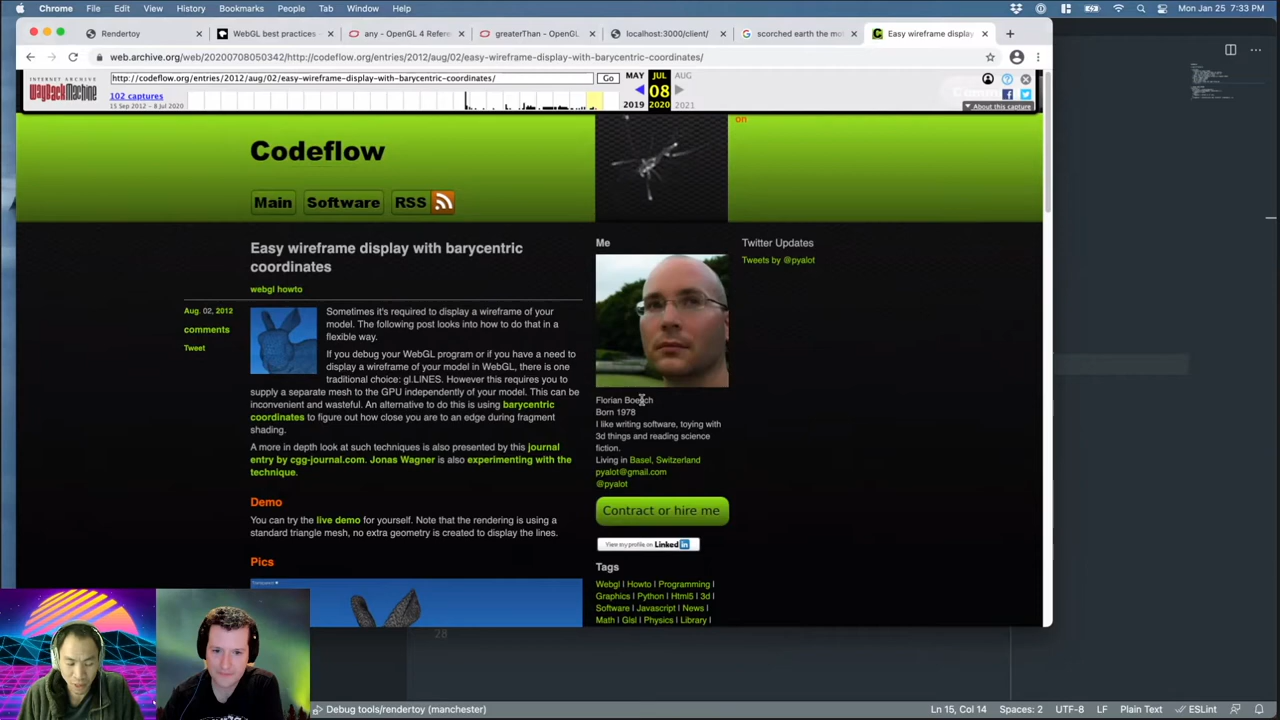 Chrome File Edit View History Bookmarks People Tab Window Help
Mon Jan 25 7:33 PM
Rendertoy
WebGL best practices -
any - OpenGL 4 Refere
greaterThan - OpenGL
localhost:3000/client/
scorched earth the mo
Easy wireframe display
web.archive.org/web/20200708050342/http://codeflow.org/entries/2012/aug/02/easy-wireframe-display-with-barycentric-coordinates/
INTERNET ARCHIVE
WayBackMachine
http://codeflow.org/entries/2012/aug/02/easy-wireframe-display-with-barycentric-coordinates/
Go
MAY JUL AUG
102 captures
08
15 Sep 2012 – 8 Jul 2020
2019 2020 2021
About this capture
on
Codeflow
Main Software RSS
Easy wireframe display with barycentric
coordinates
webgl howto
Aug. 02, 2012
comments
Tweet
Sometimes it's required to display a wireframe of your
model. The following post looks into how to do that in a
flexible way.
If you debug your WebGL program or if you have a need to
display a wireframe of your model in WebGL, there is one
traditional choice: gl.LINES. However this requires you to
supply a separate mesh to the GPU independently of your model. This can be
inconvenient and wasteful. An alternative to do this is using barycentric
coordinates to figure out how close you are to an edge during fragment
shading.
A more in depth look at such techniques is also presented by this journal
entry by cgg-journal.com. Jonas Wagner is also experimenting with the
technique.
Demo
You can try the live demo for yourself. Note that the rendering is using a
standard triangle mesh, no extra geometry is created to display the lines.
Pics
Me
Florian Boesch
Born 1978
I like writing software, toying with
3d things and reading science
fiction.
Living in Basel, Switzerland
pyalot@gmail.com
@pyalot
Contract or hire me
View my profile on LinkedIn
Tags
Webgl | Howto | Programming |
Graphics | Python | Html5 | 3d |
Software | Javascript | News |
Math | Glsl | Physics | Library |
Twitter Updates
Tweets by @pyalot
28
Debug tools/rendertoy (manchester)
Ln 15, Col 14 Spaces: 2 UTF-8 LF Plain Text ESLint